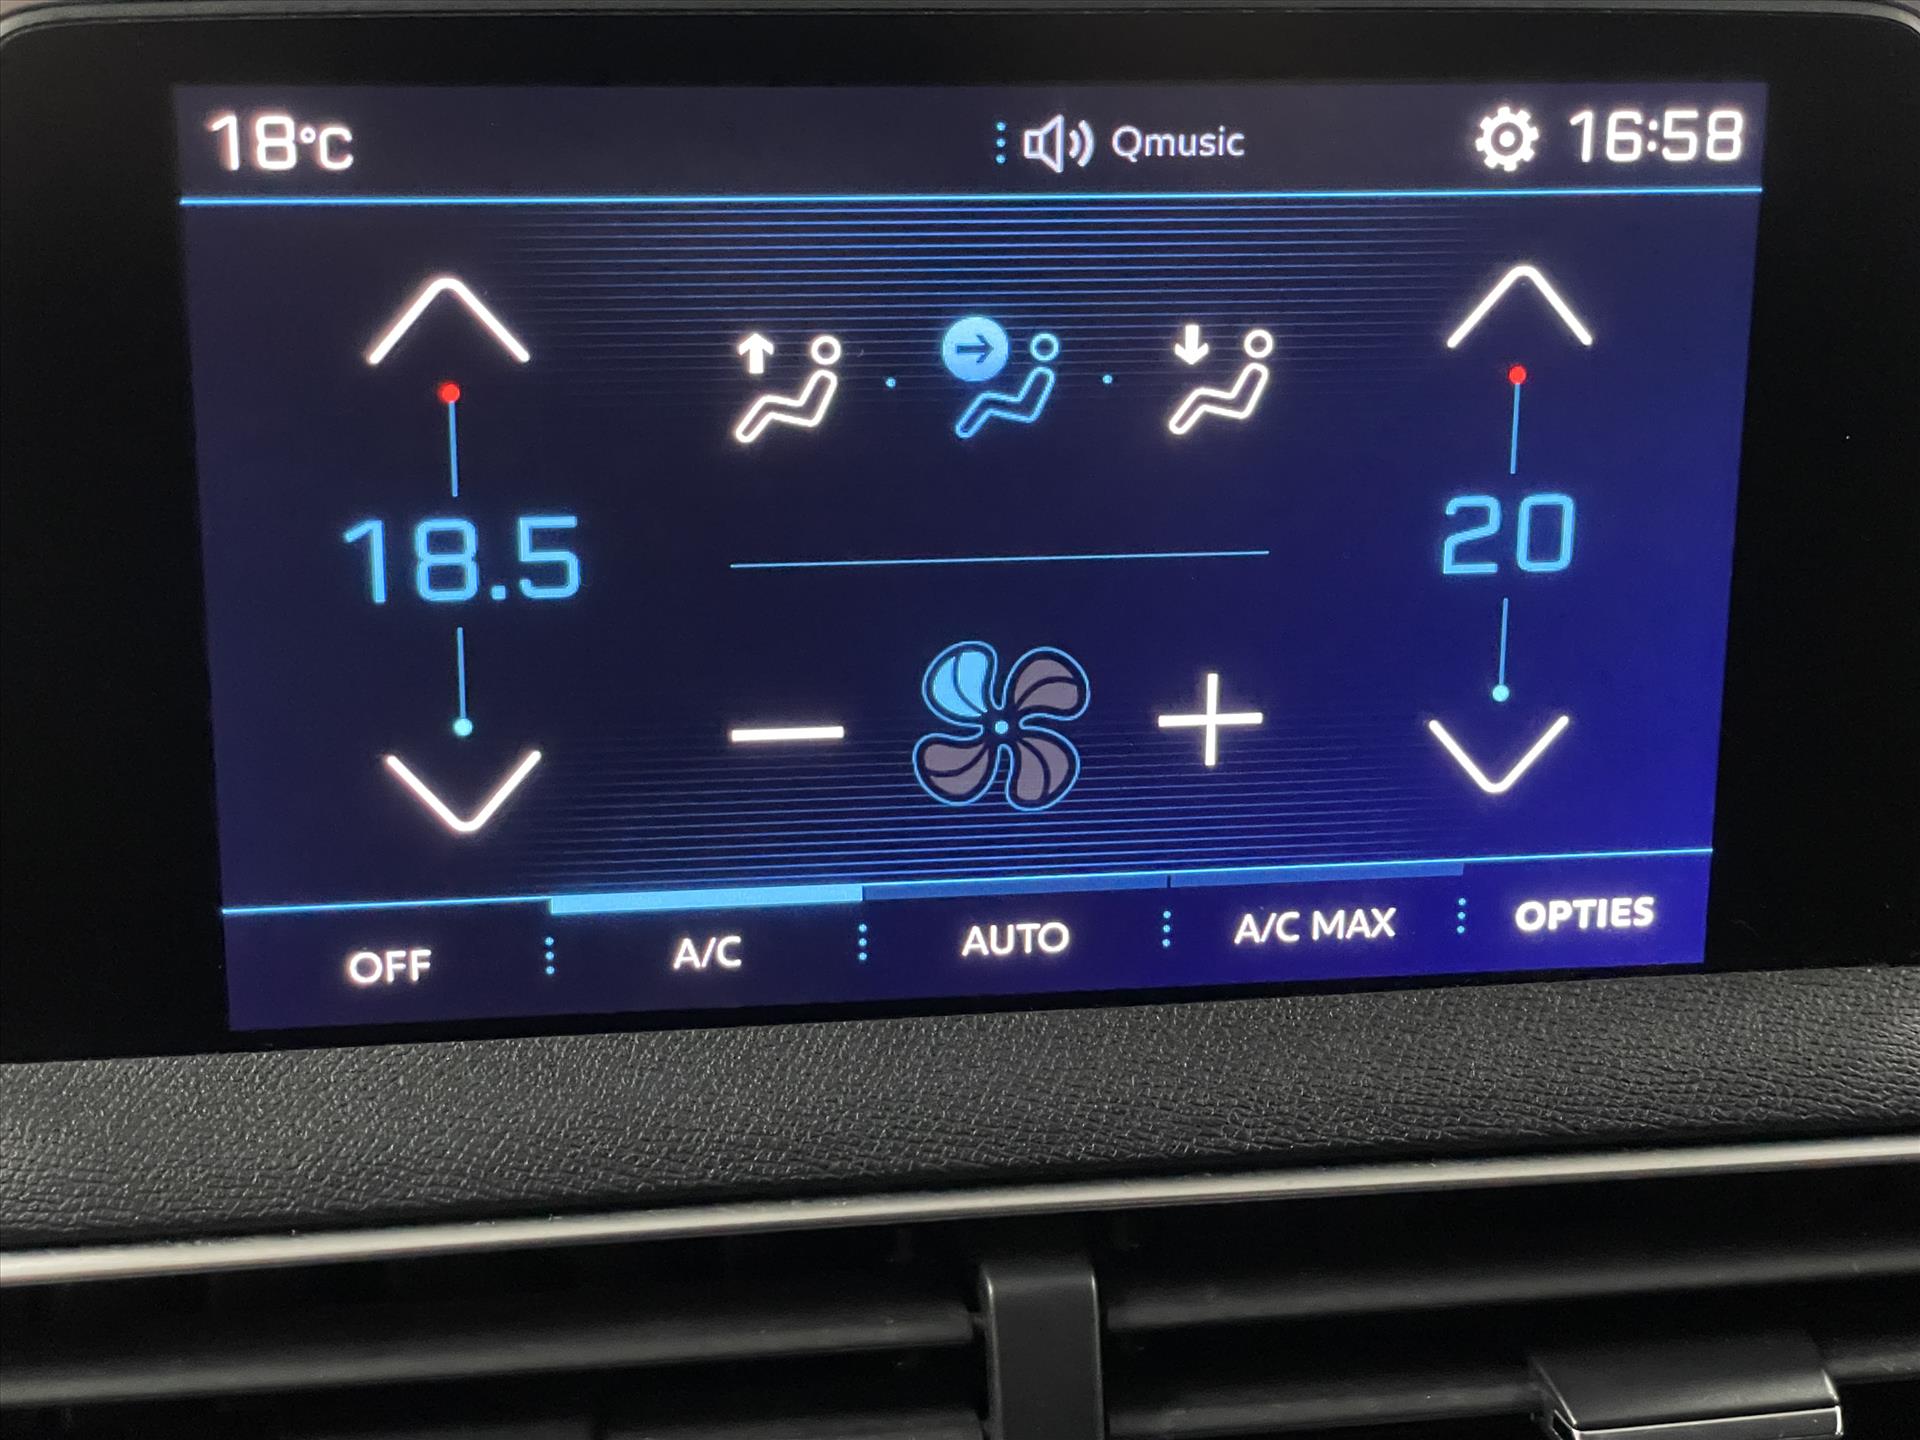 18°C Qmusic 16:58
18.5 20
OFF A/C AUTO A/C MAX OPTIES